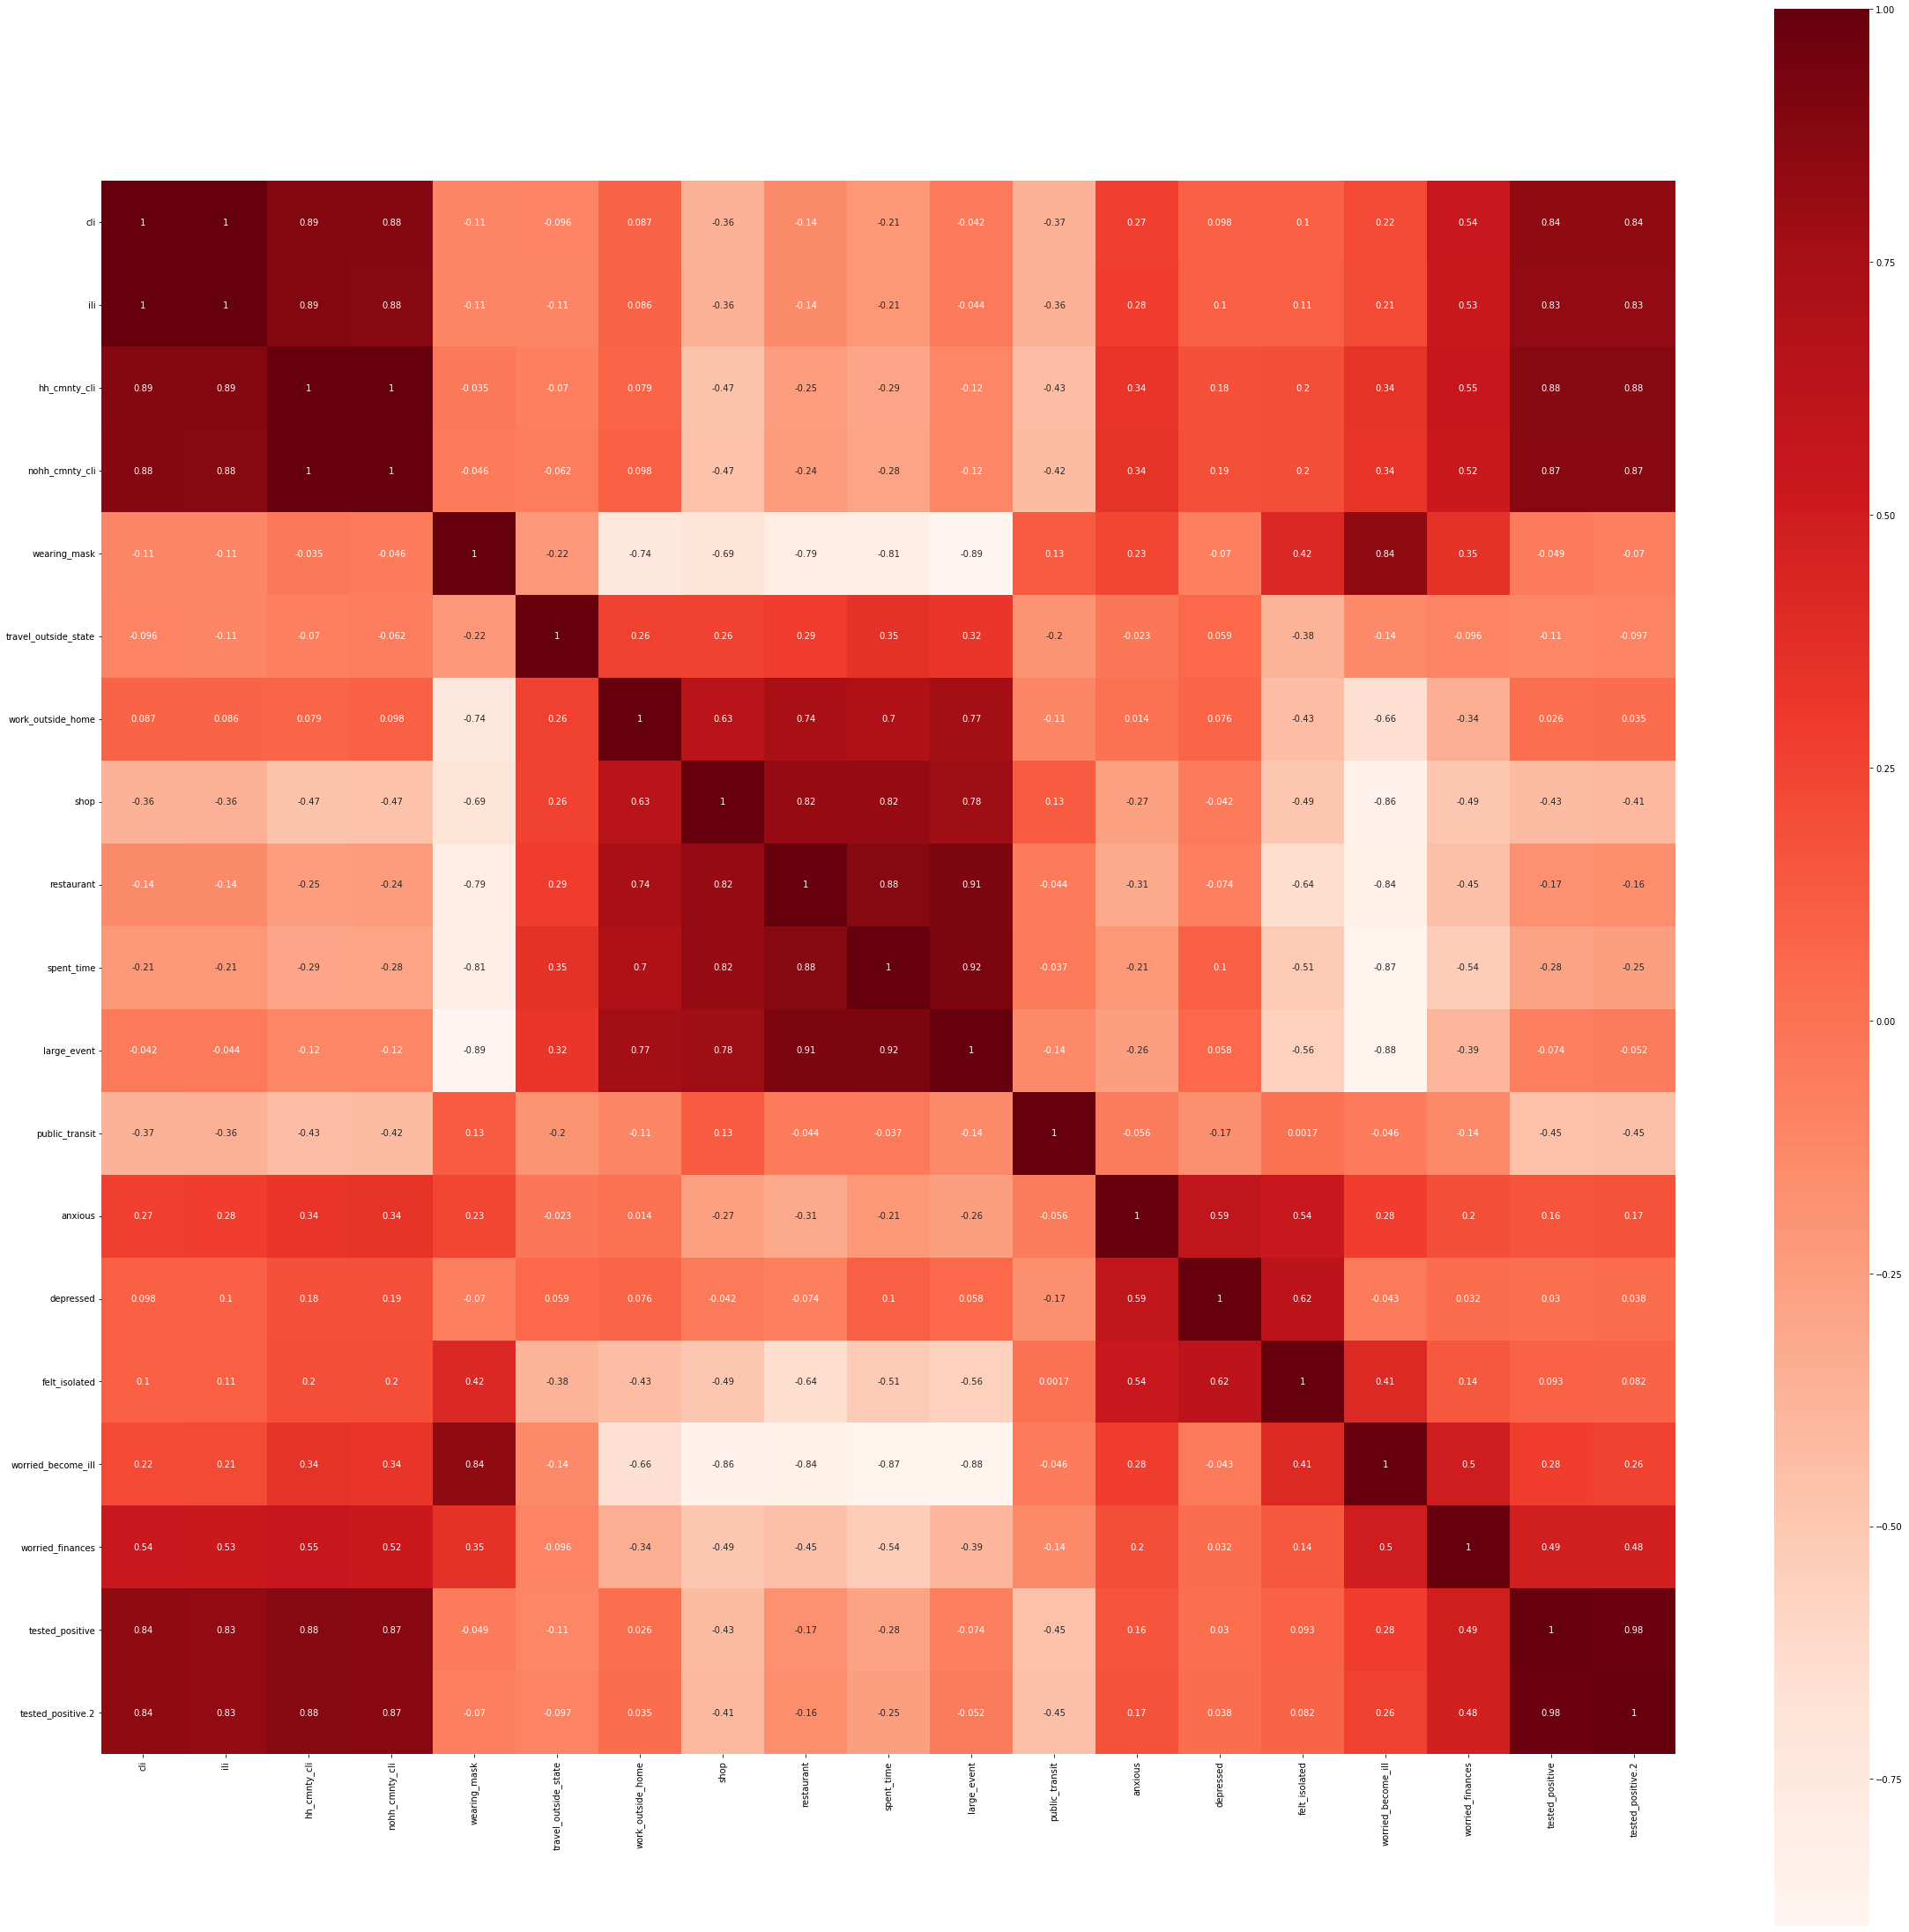 1.00
cli 1 1 0.89 0.88 -0.11 -0.096 0.087 -0.36 -0.14 -0.21 -0.042 -0.37 0.27 0.098 0.1 0.22 0.54 0.84 0.84
0.75
ili 1 1 0.89 0.88 -0.11 -0.11 0.086 -0.36 -0.14 -0.21 -0.044 -0.36 0.28 0.1 0.11 0.21 0.53 0.83 0.83
hh_cmnty_cli 0.89 0.89 1 1 -0.035 -0.07 0.079 -0.47 -0.25 -0.29 -0.12 -0.43 0.34 0.18 0.2 0.34 0.55 0.88 0.88
nohh_cmnty_cli 0.88 0.88 1 1 -0.046 -0.062 0.098 -0.47 -0.24 -0.28 -0.12 -0.42 0.34 0.19 0.2 0.34 0.52 0.87 0.87
0.50
wearing_mask -0.11 -0.11 -0.035 -0.046 1 -0.22 -0.74 -0.69 -0.79 -0.81 -0.89 0.13 0.23 -0.07 0.42 0.84 0.35 -0.049 -0.07
travel_outside_state -0.096 -0.11 -0.07 -0.062 -0.22 1 0.26 0.26 0.29 0.35 0.32 -0.2 -0.023 0.059 -0.38 -0.14 -0.096 -0.11 -0.097
work_outside_home 0.087 0.086 0.079 0.098 -0.74 0.26 1 0.63 0.74 0.7 0.77 -0.11 0.014 0.076 -0.43 -0.66 -0.34 0.026 0.035
0.25
shop -0.36 -0.36 -0.47 -0.47 -0.69 0.26 0.63 1 0.82 0.82 0.78 0.13 -0.27 -0.042 -0.49 -0.86 -0.49 -0.43 -0.41
restaurant -0.14 -0.14 -0.25 -0.24 -0.79 0.29 0.74 0.82 1 0.88 0.91 -0.044 -0.31 -0.074 -0.64 -0.84 -0.45 -0.17 -0.16
spent_time -0.21 -0.21 -0.29 -0.28 -0.81 0.35 0.7 0.82 0.88 1 0.92 -0.037 -0.21 0.1 -0.51 -0.87 -0.54 -0.28 -0.25
0.00
large_event -0.042 -0.044 -0.12 -0.12 -0.89 0.32 0.77 0.78 0.91 0.92 1 -0.14 -0.26 0.058 -0.56 -0.88 -0.39 -0.074 -0.052
public_transit -0.37 -0.36 -0.43 -0.42 0.13 -0.2 -0.11 0.13 -0.044 -0.037 -0.14 1 -0.056 -0.17 0.0017 -0.046 -0.14 -0.45 -0.45
anxious 0.27 0.28 0.34 0.34 0.23 -0.023 0.014 -0.27 -0.31 -0.21 -0.26 -0.056 1 0.59 0.54 0.28 0.2 0.16 0.17
−0.25
depressed 0.098 0.1 0.18 0.19 -0.07 0.059 0.076 -0.042 -0.074 0.1 0.058 -0.17 0.59 1 0.62 -0.043 0.032 0.03 0.038
felt_isolated 0.1 0.11 0.2 0.2 0.42 -0.38 -0.43 -0.49 -0.64 -0.51 -0.56 0.0017 0.54 0.62 1 0.41 0.14 0.093 0.082
worried_become_ill 0.22 0.21 0.34 0.34 0.84 -0.14 -0.66 -0.86 -0.84 -0.87 -0.88 -0.046 0.28 -0.043 0.41 1 0.5 0.28 0.26
−0.50
worried_finances 0.54 0.53 0.55 0.52 0.35 -0.096 -0.34 -0.49 -0.45 -0.54 -0.39 -0.14 0.2 0.032 0.14 0.5 1 0.49 0.48
tested_positive 0.84 0.83 0.88 0.87 -0.049 -0.11 0.026 -0.43 -0.17 -0.28 -0.074 -0.45 0.16 0.03 0.093 0.28 0.49 1 0.98
tested_positive.2 0.84 0.83 0.88 0.87 -0.07 -0.097 0.035 -0.41 -0.16 -0.25 -0.052 -0.45 0.17 0.038 0.082 0.26 0.48 0.98 1
−0.75
cli ili hh_cmnty_cli nohh_cmnty_cli wearing_mask travel_outside_state work_outside_home shop restaurant spent_time large_event public_transit anxious depressed felt_isolated worried_become_ill worried_finances tested_positive tested_positive.2